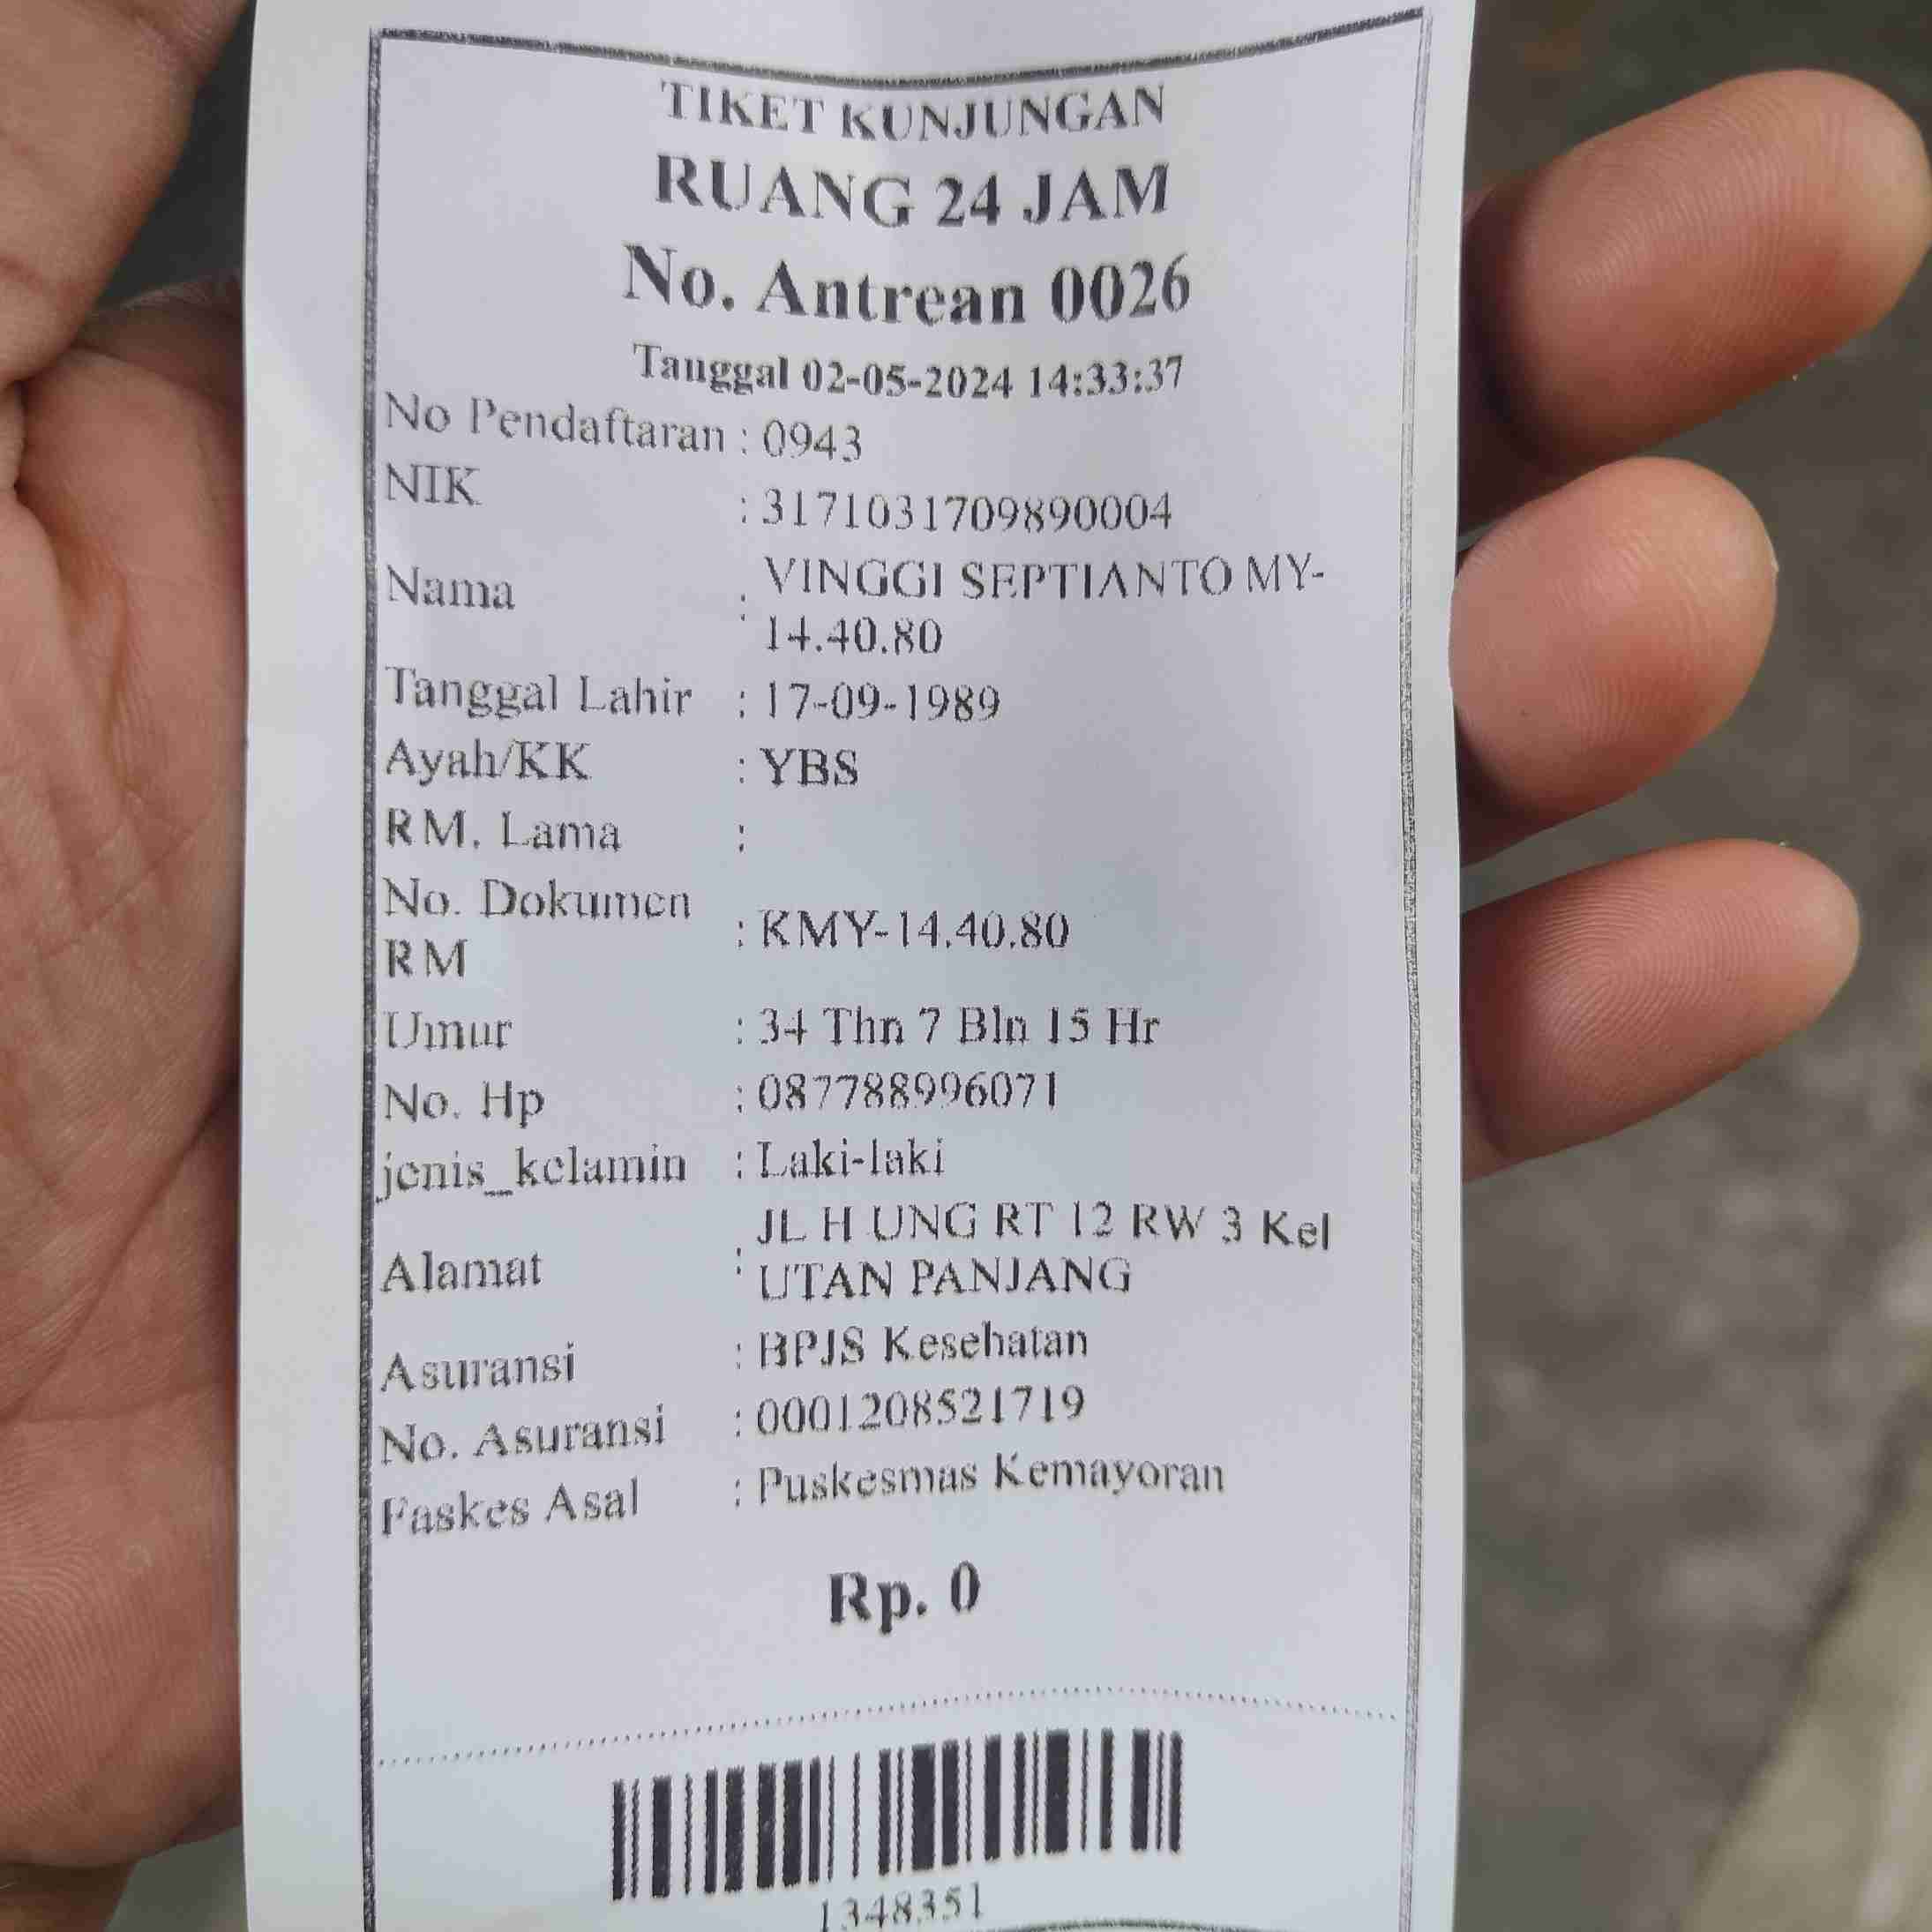 TIKET KUNJUNGAN
RUANG 24 JAM
No. Antrean 0026
Tanggal 02-05-2024 14:33:37
No Pendaftaran : 0943
NIK : 3171031709890004
Nama : VINGGI SEPTIANTO MY-
14.40.80
Tanggal Lahir : 17-09-1989
Ayah/KK : YBS
RM. Lama :
No. Dokumen
RM : KMY-14.40.80
Umur : 34 Thn 7 Bln 15 Hr
No. Hp : 087788996071
jenis_kelamin : Laki-laki
Alamat : JL H UNG RT 12 RW 3 Kel
UTAN PANJANG
Asuransi : BPJS Kesehatan
No. Asuransi : 0001208521719
Faskes Asal : Puskesmas Kemayoran
Rp. 0
1348351